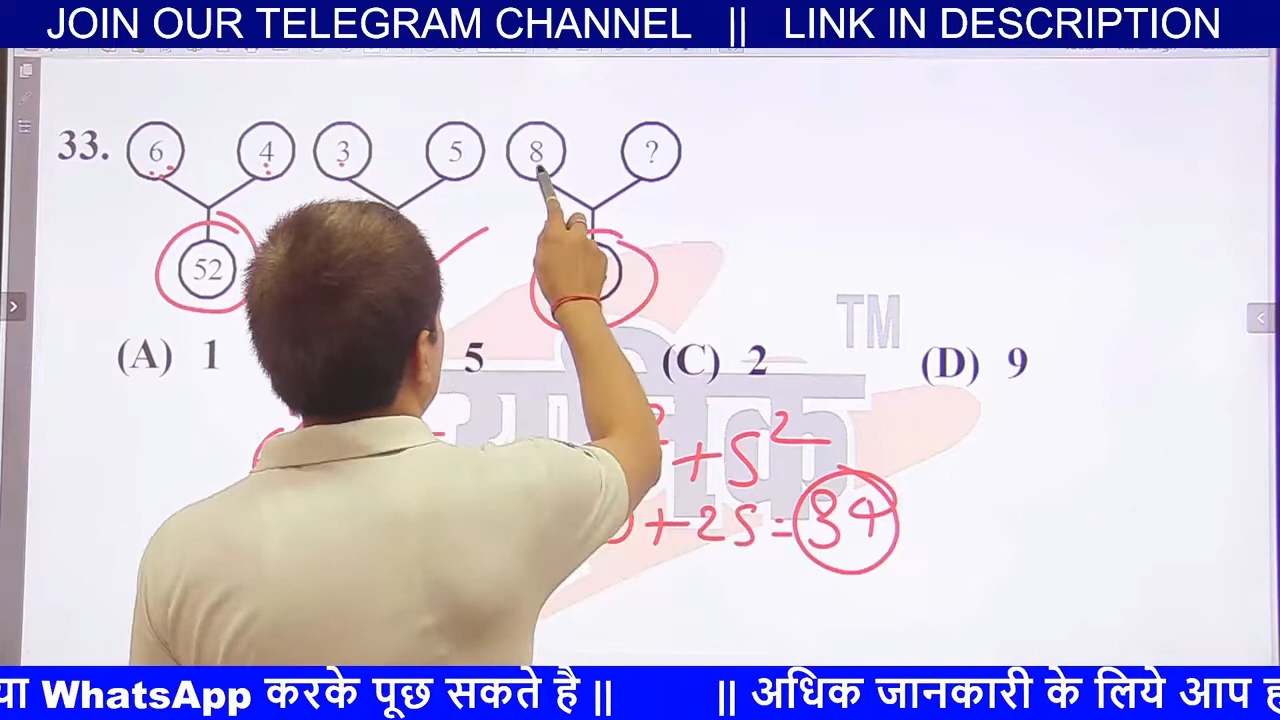 JOIN OUR TELEGRAM CHANNEL || LINK IN DESCRIPTION
33. 6 4 3 5 8 ?
52
(A) 1 5 (C) 2 (D) 9
TM
+ 5²
+ 25 = 34
WhatsApp करके पूछ सकते है || || अधिक जानकारी के लिये आप